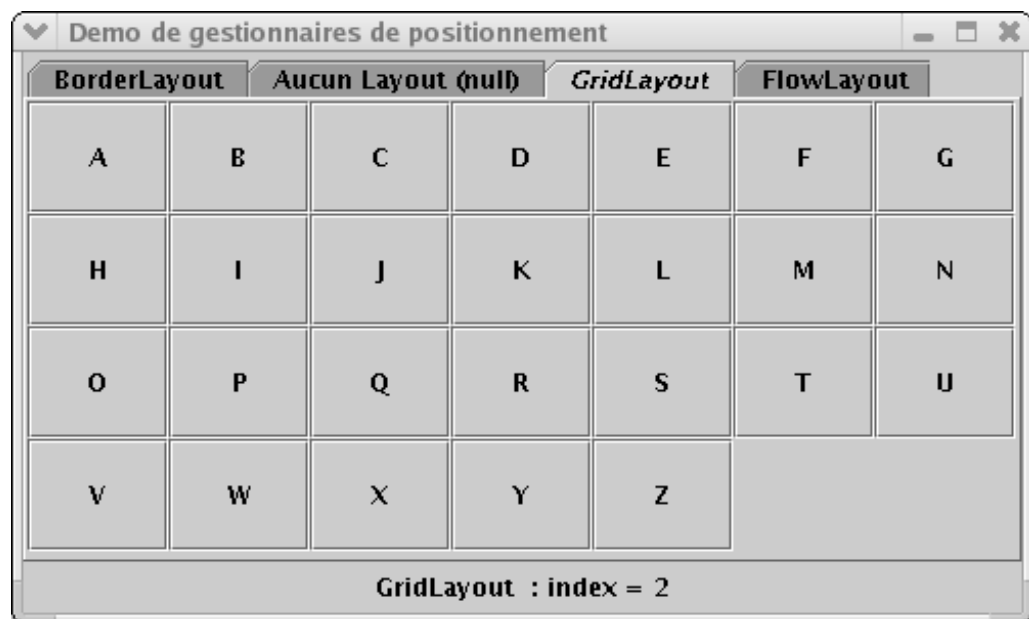 Demo de gestionnaires de positionnement
BorderLayout Aucun Layout (null) GridLayout FlowLayout
A B C D E F G
H I J K L M N
O P Q R S T U
V W X Y Z
GridLayout : index = 2